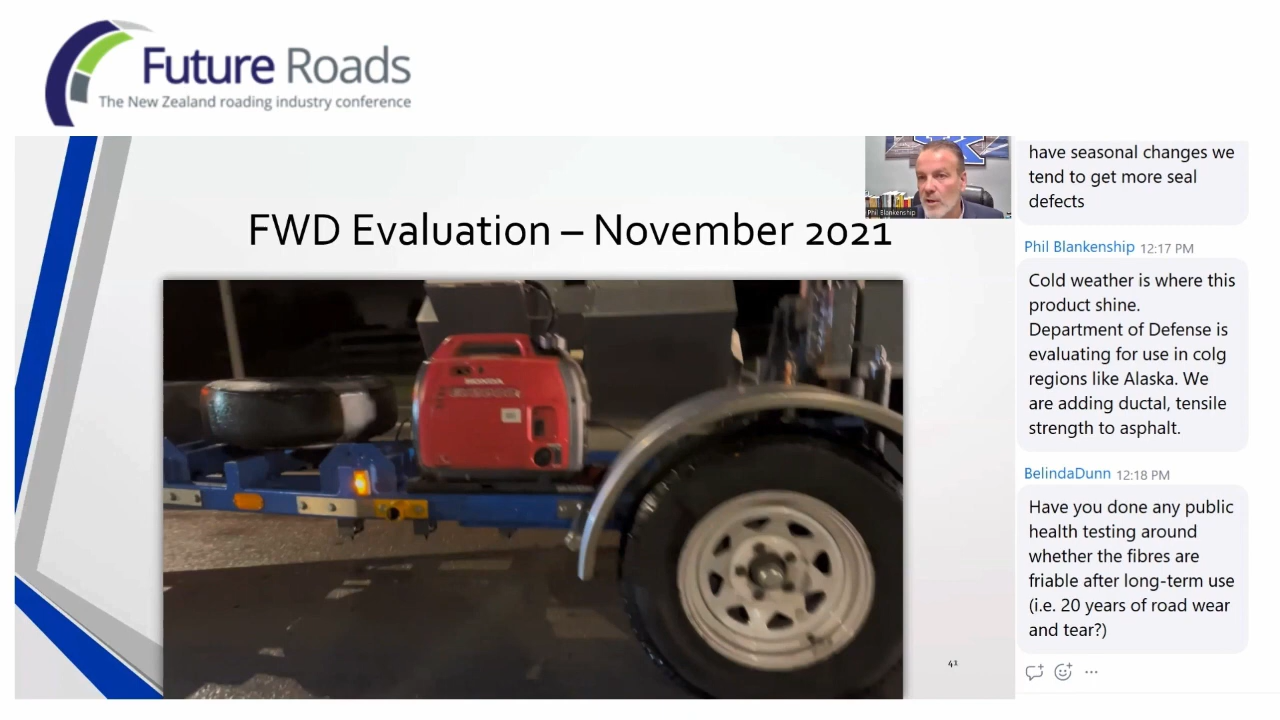 Future Roads
The New Zealand roading industry conference
Phil Blankenship
FWD Evaluation – November 2021
HONDA
41
have seasonal changes we
tend to get more seal
defects
Phil Blankenship 12:17 PM
Cold weather is where this
product shine.
Department of Defense is
evaluating for use in colg
regions like Alaska. We
are adding ductal, tensile
strength to asphalt.
BelindaDunn 12:18 PM
Have you done any public
health testing around
whether the fibres are
friable after long-term use
(i.e. 20 years of road wear
and tear?)